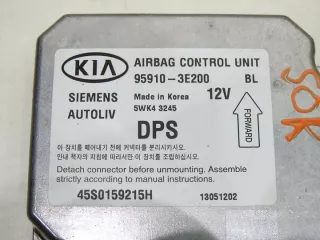 KIA AIRBAG CONTROL UNIT
95910-3E200 BL
Made in Korea 12V
SIEMENS 5WK4 3245
AUTOLIV
FORWARD
DPS
이 장치를 떼어내기 전에 커넥터를 분리시키시오.
안내 책자의 지침에 따라서만 이 장치를 조립하시오.
Detach connector before unmounting. Assemble
strictly according to manual instructions.
45S0159215H 13051202
SOK